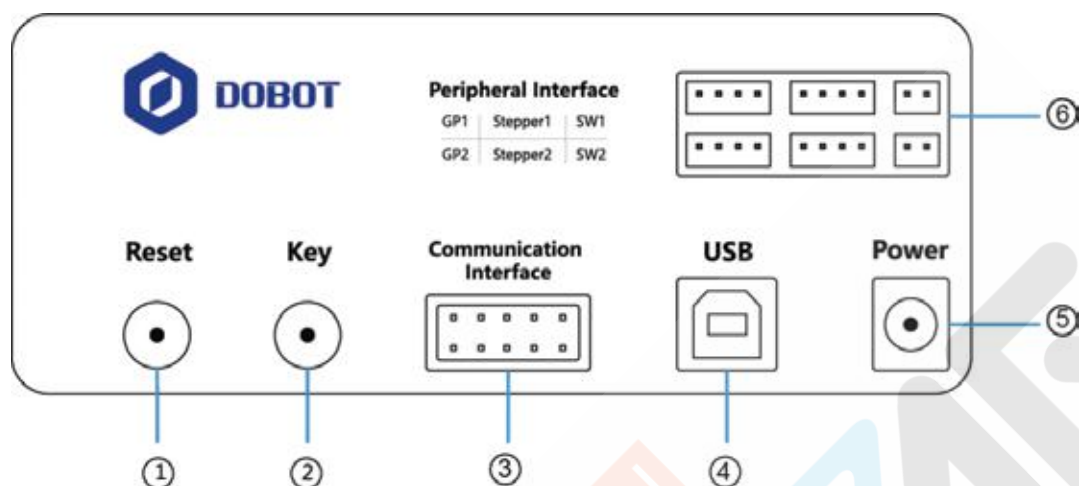 DOBOT
Peripheral Interface
GP1 Stepper1 SW1
GP2 Stepper2 SW2
⑥
Reset
Key
Communication
Interface
USB
Power
⑤
①
②
③
④